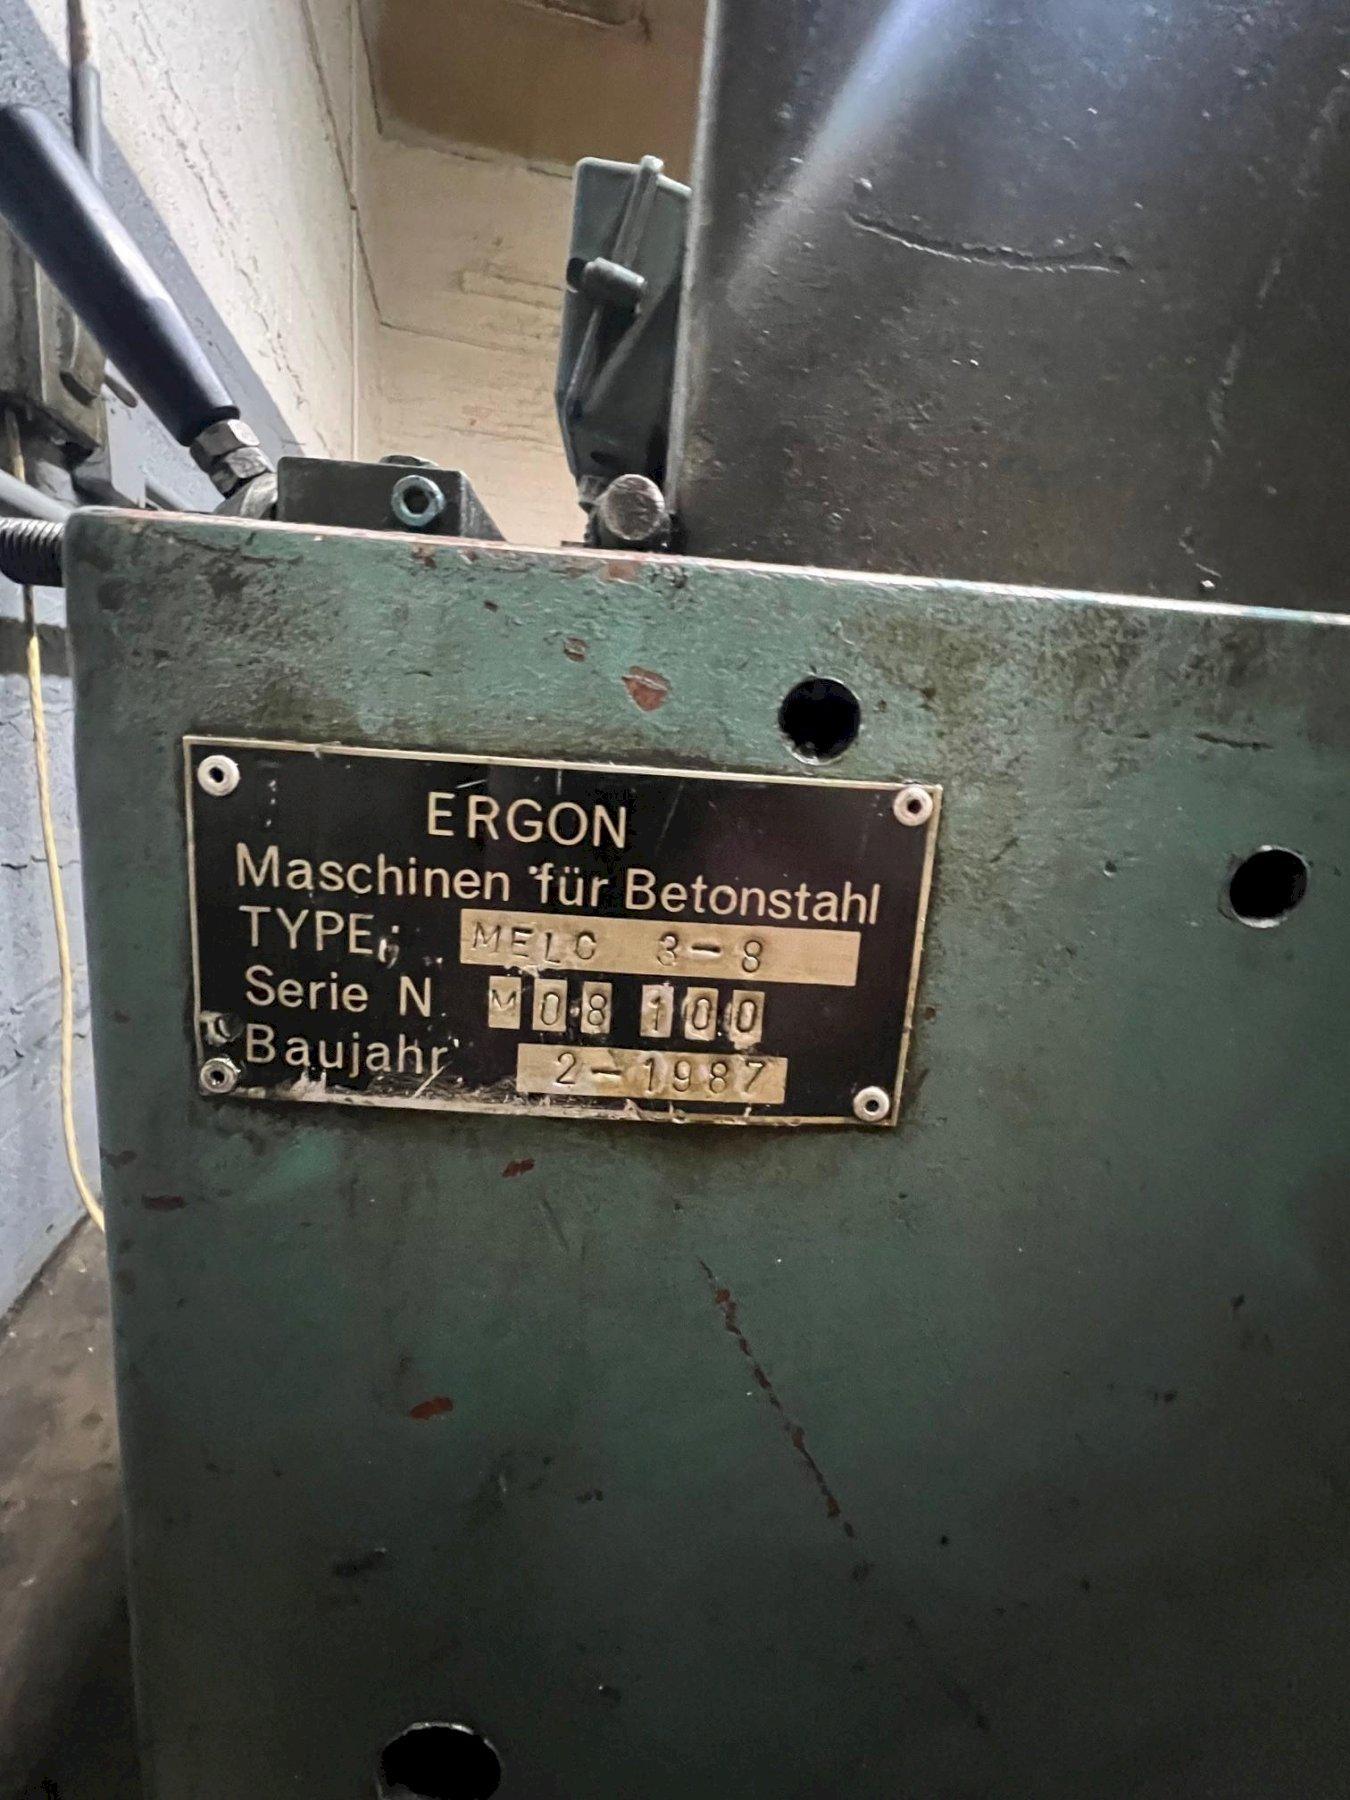 ERGON
Maschinen für Betonstahl
TYPE: MELC 3-8
Serie N M08 100
Baujahr 2-1987